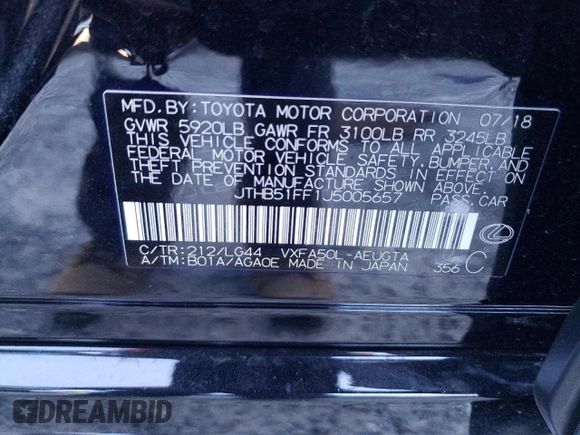 MFD.BY:TOYOTA MOTOR CORPORATION 07/18
GVWR 5920LB GAWR FR 3100LB RR 3245LB
THIS VEHICLE CONFORMS TO ALL APPLICABLE
FEDERAL MOTOR VEHICLE SAFETY, BUMPER, AND
THEFT PREVENTION STANDARDS IN EFFECT ON
THE DATE OF MANUFACTURE SHOWN ABOVE.
JTHB51FF1J5005657 PASS.CAR
C/TR:212/LG44 VXFA50L-AEUGTA
A/TM:B01A/AGA0E MADE IN JAPAN 356 C
DREAMBID